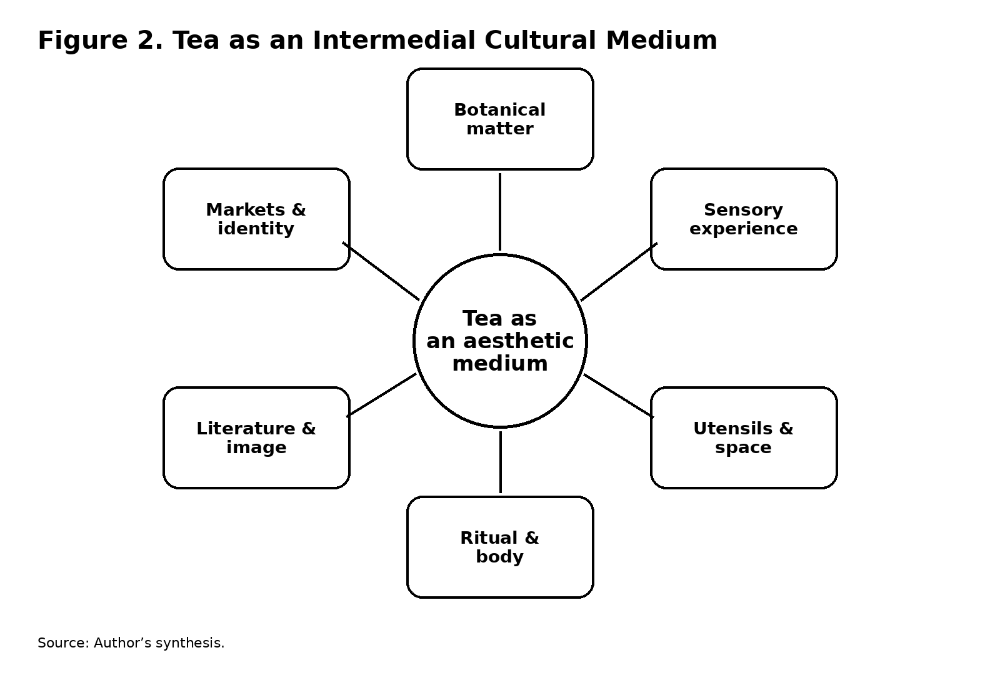 Figure 2. Tea as an Intermedial Cultural Medium
Botanical
matter
Markets &
identity
Sensory
experience
Tea as
an aesthetic
medium
Literature &
image
Utensils &
space
Ritual &
body
Source: Author’s synthesis.